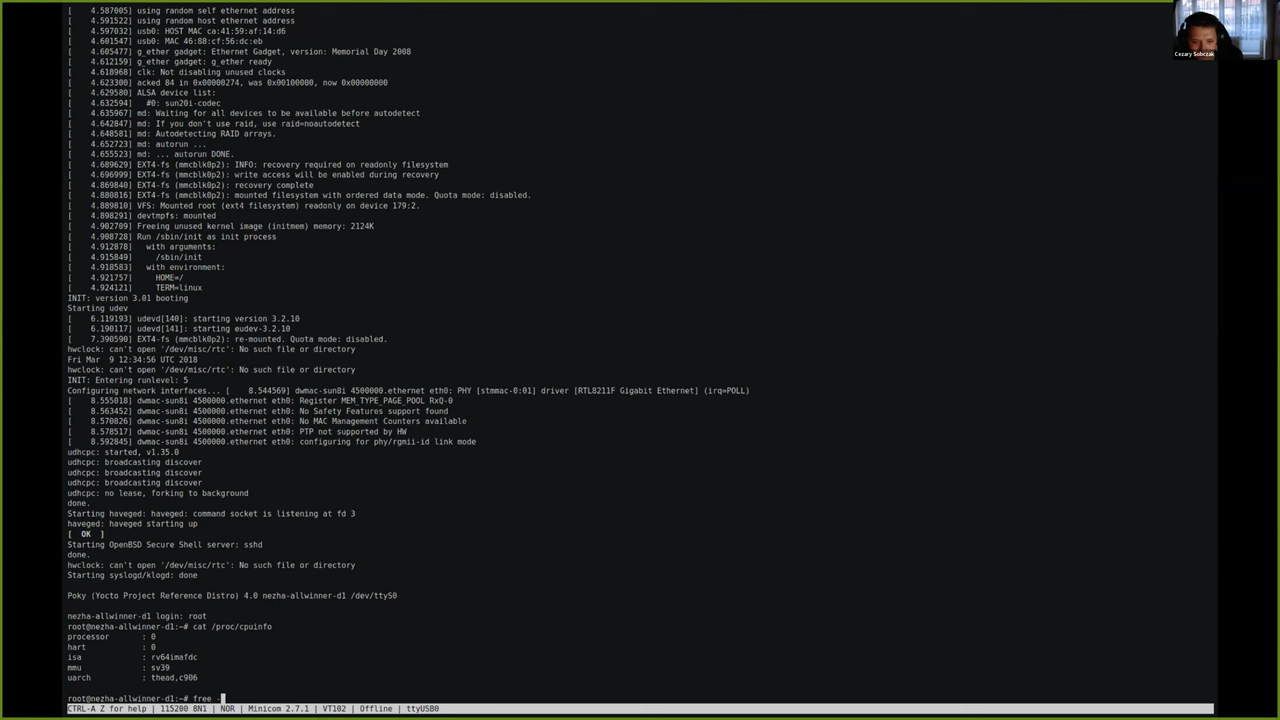 [    4.587005] using random self ethernet address
[    4.591522] using random host ethernet address
[    4.597032] usb0: HOST MAC ca:41:59:af:14:d6
[    4.601547] usb0: MAC 46:88:cf:56:dc:eb
[    4.605477] g_ether gadget: Ethernet Gadget, version: Memorial Day 2008
[    4.612159] g_ether gadget: g_ether ready
[    4.618968] clk: Not disabling unused clocks
[    4.623300] acked 84 in 0x00000274, was 0x00100000, now 0x00000000
[    4.629580] ALSA device list:
[    4.632594]   #0: sun20i-codec
[    4.635967] md: Waiting for all devices to be available before autodetect
[    4.642847] md: If you don't use raid, use raid=noautodetect
[    4.648581] md: Autodetecting RAID arrays.
[    4.652723] md: autorun ...
[    4.655523] md: ... autorun DONE.
[    4.689629] EXT4-fs (mmcblk0p2): INFO: recovery required on readonly filesystem
[    4.696999] EXT4-fs (mmcblk0p2): write access will be enabled during recovery
[    4.869840] EXT4-fs (mmcblk0p2): recovery complete
[    4.880816] EXT4-fs (mmcblk0p2): mounted filesystem with ordered data mode. Quota mode: disabled.
[    4.889810] VFS: Mounted root (ext4 filesystem) readonly on device 179:2.
[    4.898291] devtmpfs: mounted
[    4.902709] Freeing unused kernel image (initmem) memory: 2124K
[    4.908728] Run /sbin/init as init process
[    4.912878]   with arguments:
[    4.915849]     /sbin/init
[    4.918583]   with environment:
[    4.921757]     HOME=/
[    4.924121]     TERM=linux
INIT: version 3.01 booting
Starting udev
[    6.119193] udevd[140]: starting version 3.2.10
[    6.190117] udevd[141]: starting eudev-3.2.10
[    7.390590] EXT4-fs (mmcblk0p2): re-mounted. Quota mode: disabled.
hwclock: can't open '/dev/misc/rtc': No such file or directory
Fri Mar  9 12:34:56 UTC 2018
hwclock: can't open '/dev/misc/rtc': No such file or directory
INIT: Entering runlevel: 5
Configuring network interfaces... [    8.544569] dwmac-sun8i 4500000.ethernet eth0: PHY [stmmac-0:01] driver [RTL8211F Gigabit Ethernet] (irq=POLL)
[    8.555018] dwmac-sun8i 4500000.ethernet eth0: Register MEM_TYPE_PAGE_POOL RxQ-0
[    8.563452] dwmac-sun8i 4500000.ethernet eth0: No Safety Features support found
[    8.570826] dwmac-sun8i 4500000.ethernet eth0: No MAC Management Counters available
[    8.578517] dwmac-sun8i 4500000.ethernet eth0: PTP not supported by HW
[    8.592845] dwmac-sun8i 4500000.ethernet eth0: configuring for phy/rgmii-id link mode
udhcpc: started, v1.35.0
udhcpc: broadcasting discover
udhcpc: broadcasting discover
udhcpc: broadcasting discover
udhcpc: no lease, forking to background
done.
Starting haveged: haveged: command socket is listening at fd 3
haveged: haveged starting up
[  OK  ]
Starting OpenBSD Secure Shell server: sshd
done.
hwclock: can't open '/dev/misc/rtc': No such file or directory
Starting syslogd/klogd: done
Poky (Yocto Project Reference Distro) 4.0 nezha-allwinner-d1 /dev/ttyS0
nezha-allwinner-d1 login: root
root@nezha-allwinner-d1:~# cat /proc/cpuinfo
processor       : 0
hart            : 0
isa             : rv64imafdc
mmu             : sv39
uarch           : thead,c906
root@nezha-allwinner-d1:~# free -
CTRL-A Z for help | 115200 8N1 | NOR | Minicom 2.7.1 | VT102 | Offline | ttyUSB0
Cezary Sobczak